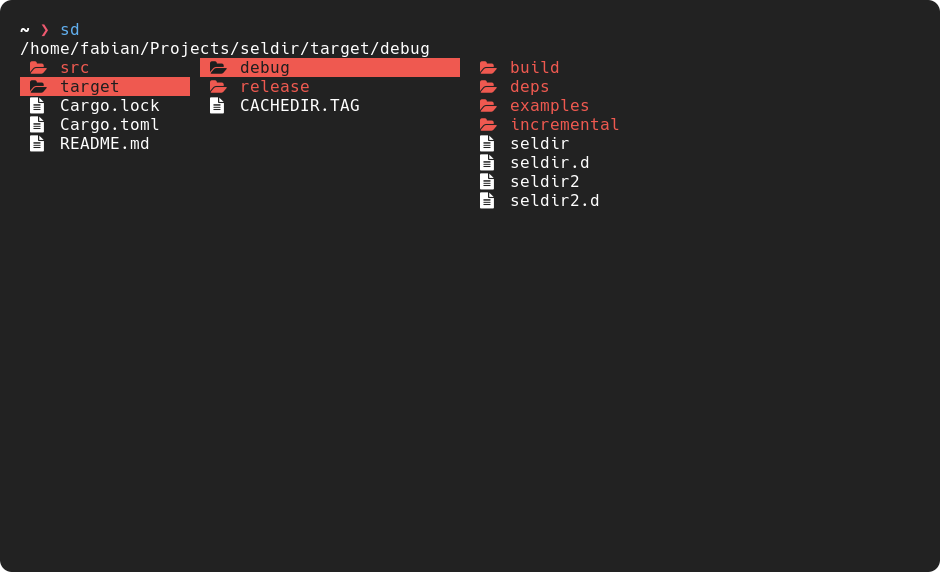 ~ ❯ sd
/home/fabian/Projects/seldir/target/debug
src debug build
target release deps
Cargo.lock CACHEDIR.TAG examples
Cargo.toml incremental
README.md seldir
seldir.d
seldir2
seldir2.d